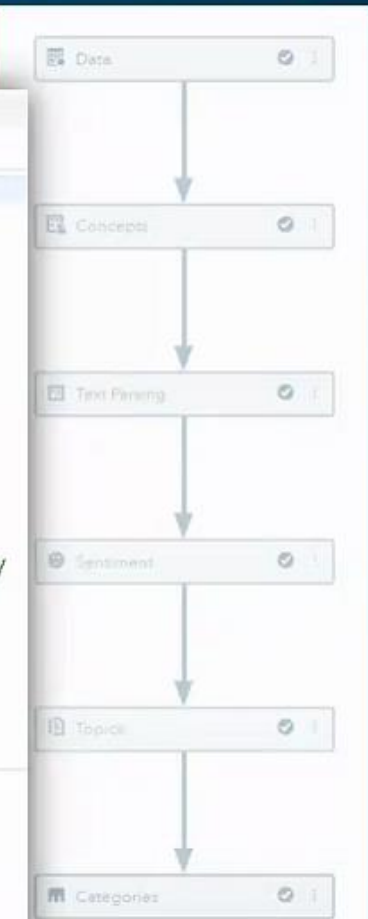 Data
Concepts
Text Parsing
Sentiment
Topics
Categories